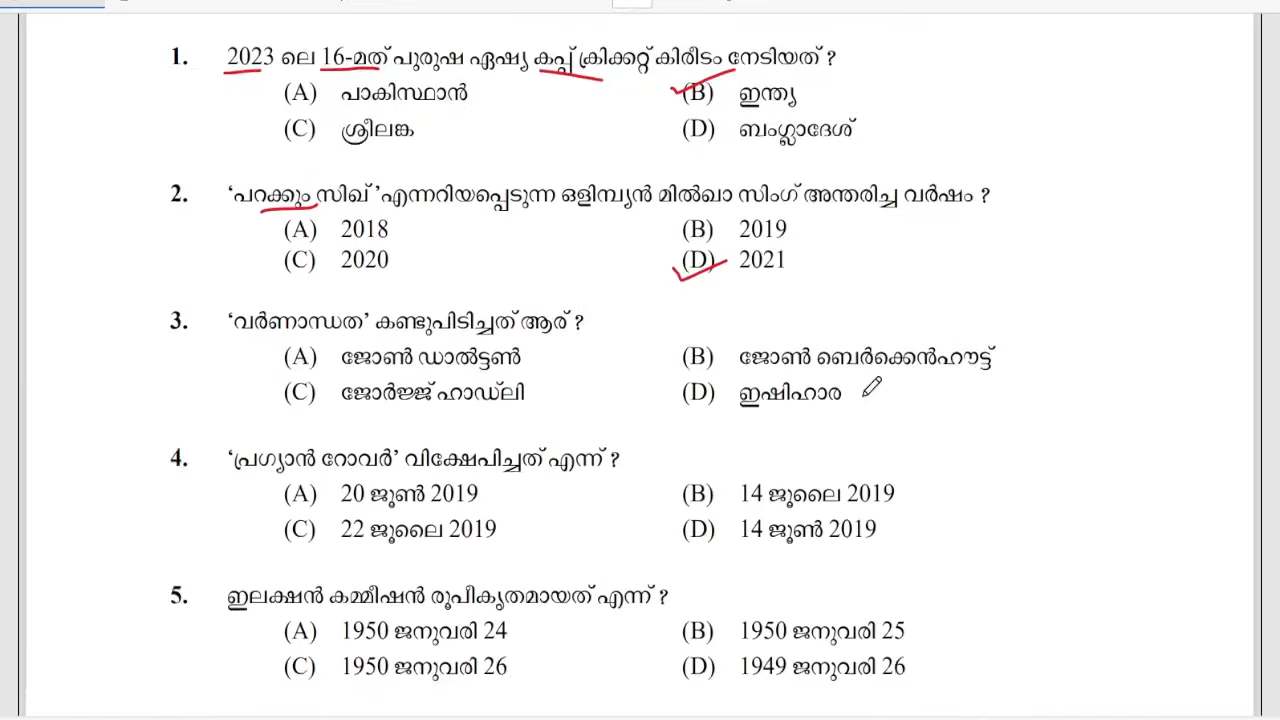 1. 2023 ലെ 16-മത് പുരുഷ ഏഷ്യ കപ്പ് ക്രിക്കറ്റ് കിരീടം നേടിയത് ?
(A) പാകിസ്ഥാൻ (B) ഇന്ത്യ
(C) ശ്രീലങ്ക (D) ബംഗ്ലാദേശ്
2. ‘പറക്കും സിഖ് ’എന്നറിയപ്പെടുന്ന ഒളിമ്പ്യൻ മിൽഖാ സിംഗ് അന്തരിച്ച വർഷം ?
(A) 2018 (B) 2019
(C) 2020 (D) 2021
3. ‘വർണാന്ധത’ കണ്ടുപിടിച്ചത് ആര് ?
(A) ജോൺ ഡാൽട്ടൺ (B) ജോൺ ബെർക്കെൻഹൗട്ട്
(C) ജോർജ്ജ് ഹാഡ്‌ലി (D) ഇഷിഹാര
4. ‘പ്രഗ്യാൻ റോവർ’ വിക്ഷേപിച്ചത് എന്ന് ?
(A) 20 ജൂൺ 2019 (B) 14 ജൂലൈ 2019
(C) 22 ജൂലൈ 2019 (D) 14 ജൂൺ 2019
5. ഇലക്ഷൻ കമ്മീഷൻ രൂപീകൃതമായത് എന്ന് ?
(A) 1950 ജനുവരി 24 (B) 1950 ജനുവരി 25
(C) 1950 ജനുവരി 26 (D) 1949 ജനുവരി 26